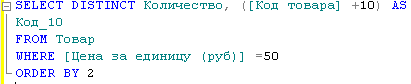 SELECT DISTINCT Количество, ([Код товара] +10) AS
Код_10
FROM Товар
WHERE [Цена за единицу (руб)] =50
ORDER BY 2